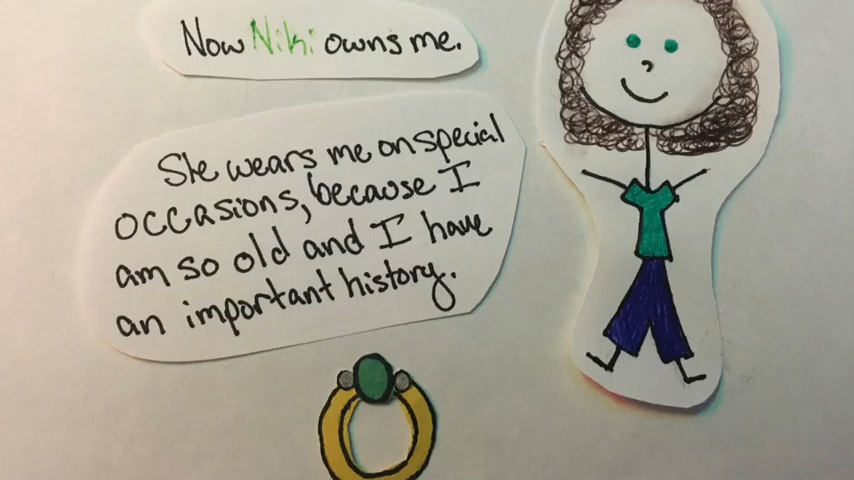 Now Niki owns me.
She wears me on special
occasions, because I
am so old and I have
an important history.